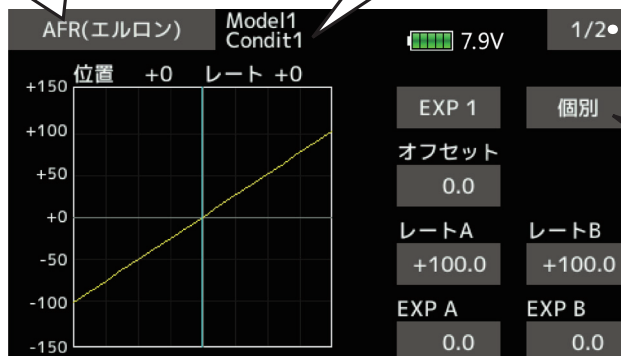 AFR(エルロン)
Model1
Condit1
7.9V
1/2
位置 +0 レート +0
+150
+100
+50
+0
-50
-100
-150
EXP 1
個別
オフセット
0.0
レートA
レートB
+100.0
+100.0
EXP A
EXP B
0.0
0.0